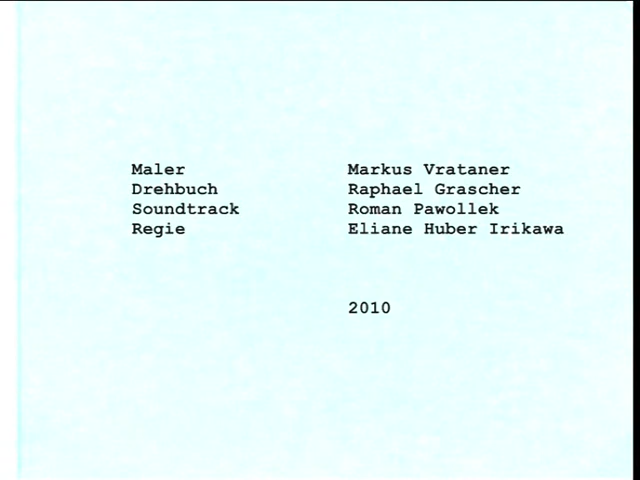 Maler Markus Vrataner
Drehbuch Raphael Grascher
Soundtrack Roman Pawollek
Regie Eliane Huber Irikawa
2010